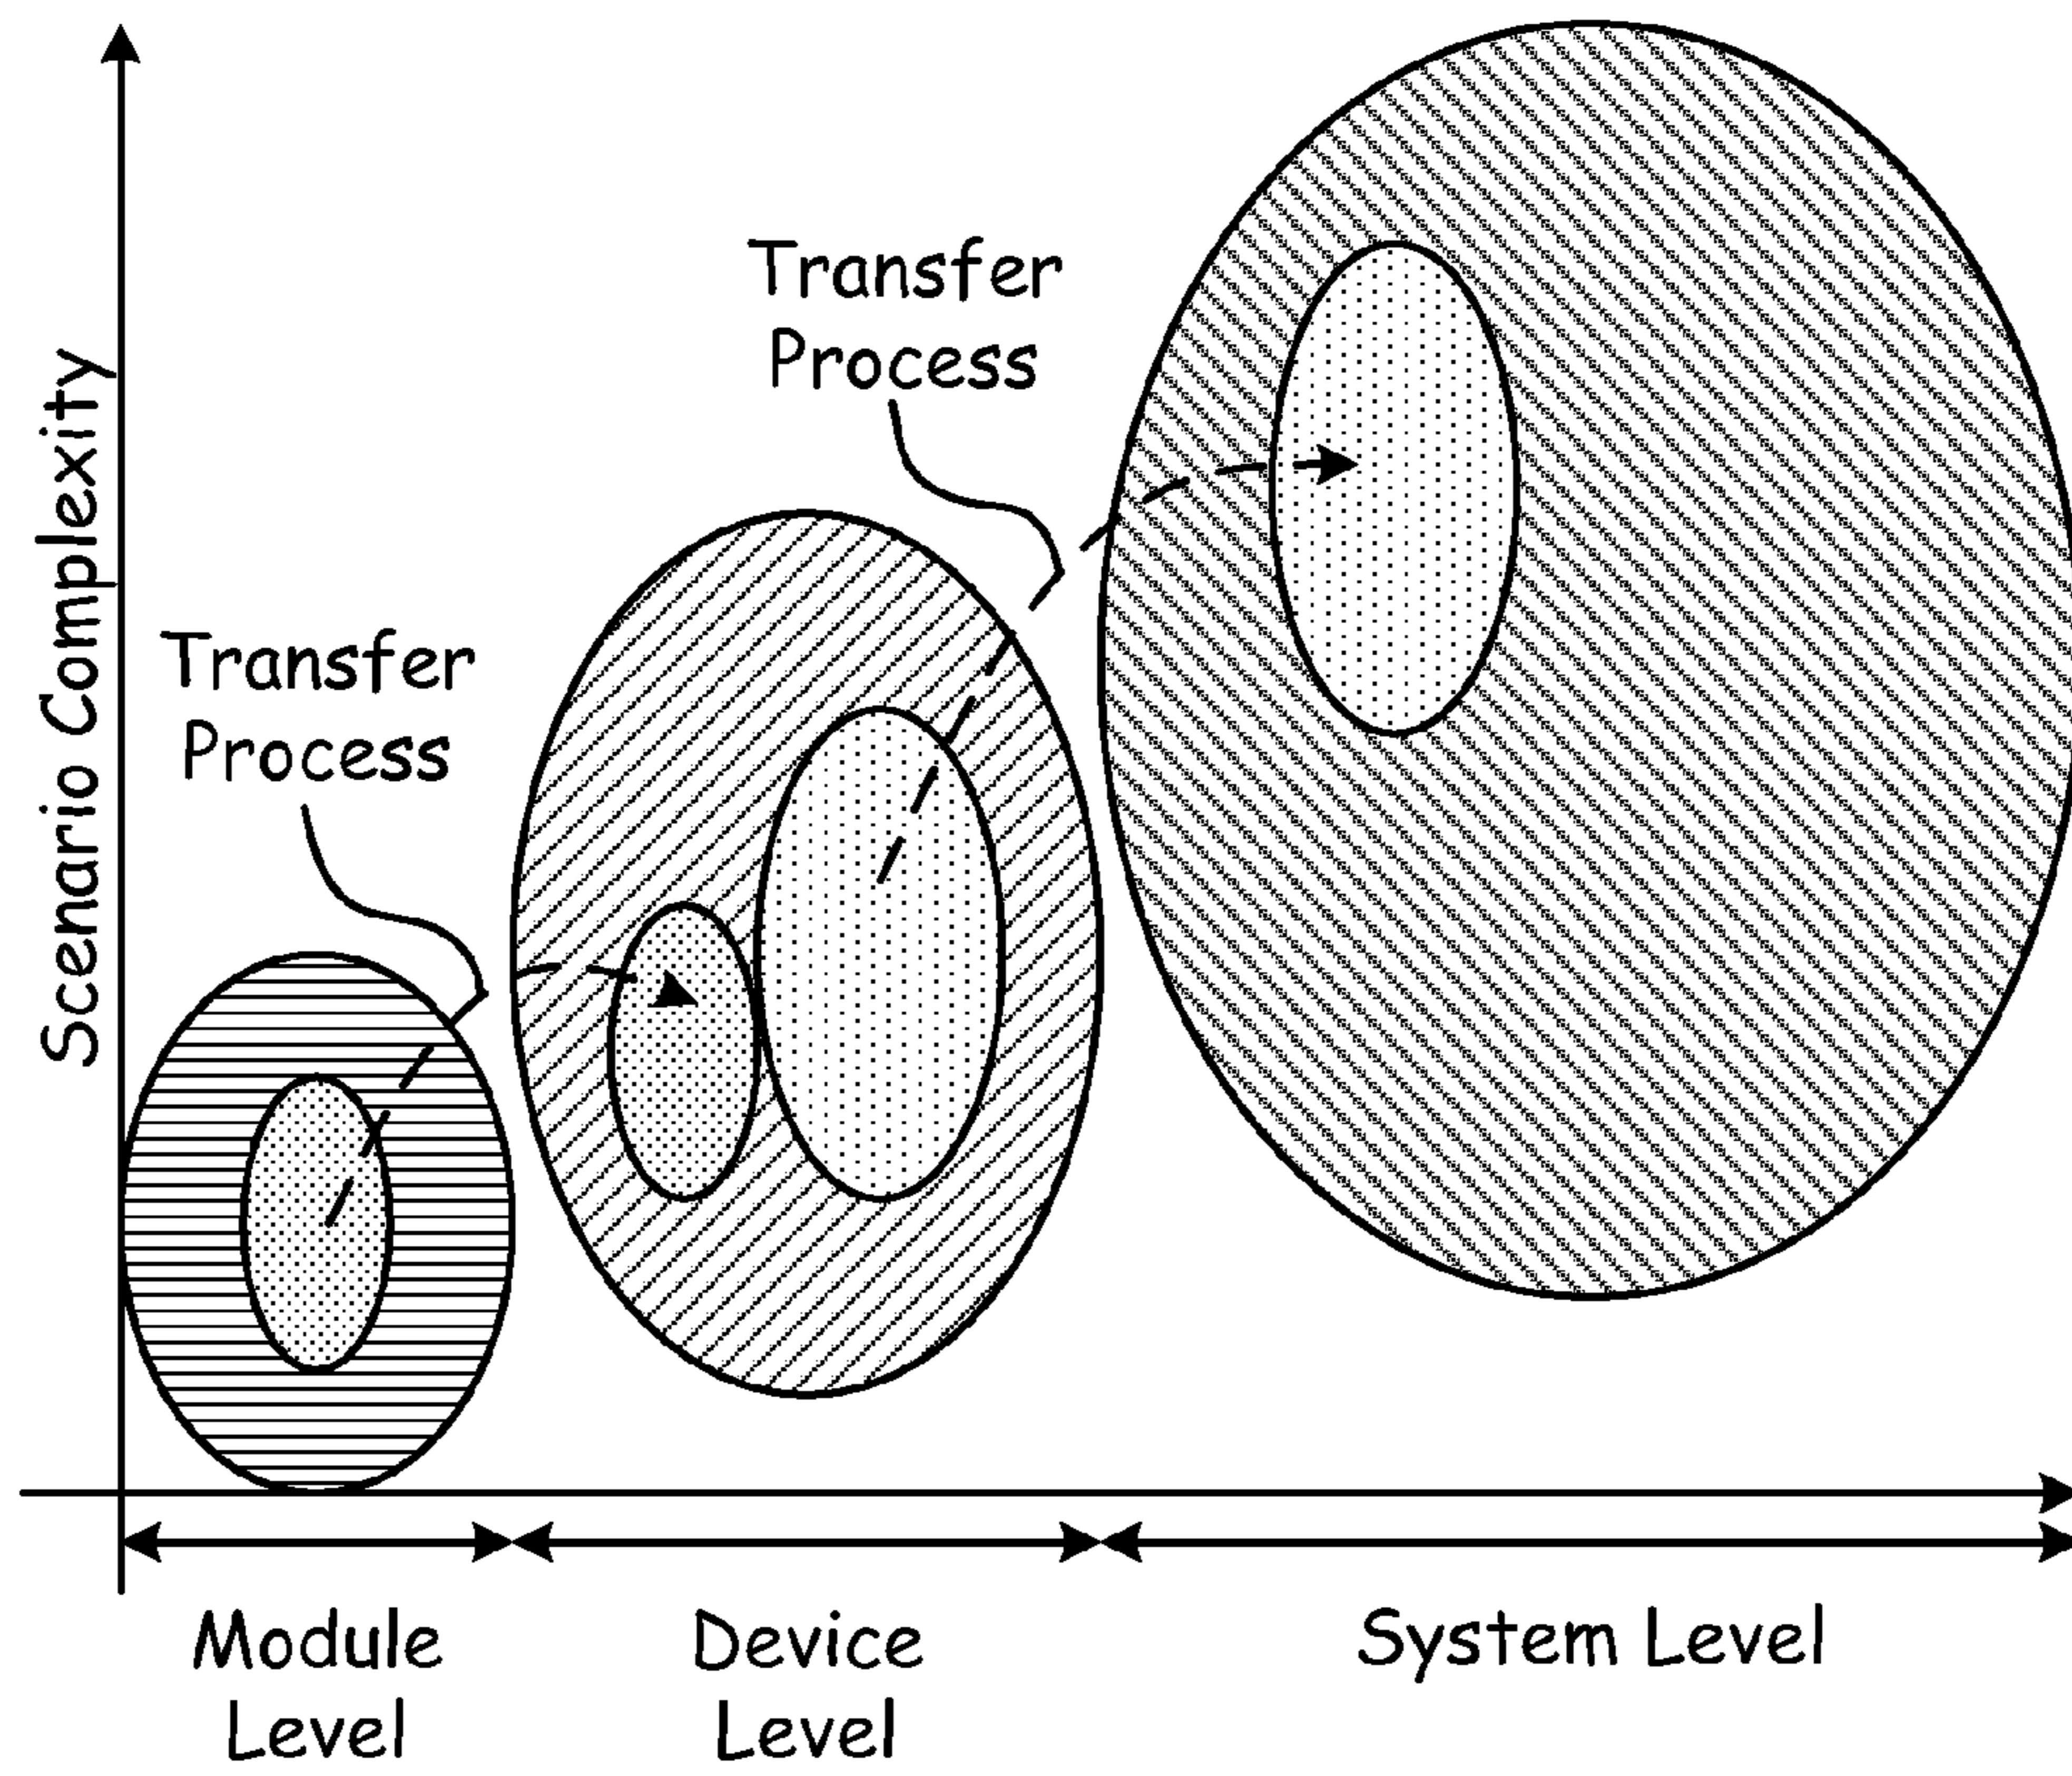 Transfer
Process
Transfer
Process
Scenario Complexity
Module
Level
Device
Level
System Level